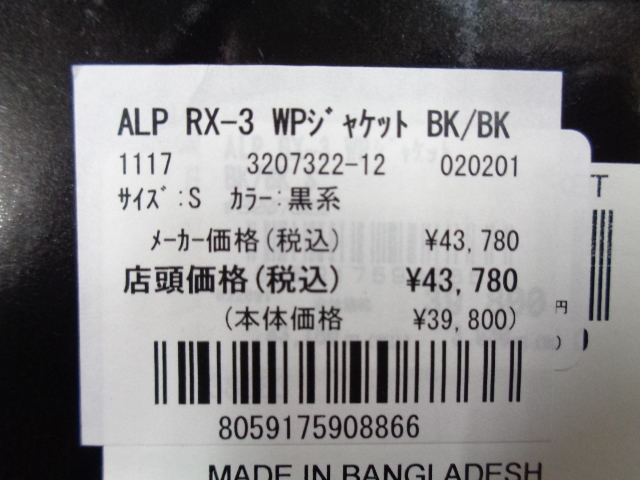 ALP RX-3 WPジャケット BK/BK
1117 3207322-12 020201
サイズ:S カラー:黒系
メーカー価格(税込) ¥43,780
店頭価格(税込) ¥43,780
(本体価格 ¥39,800)
8059175908866
MADE IN BANGLADESH
T
円
)